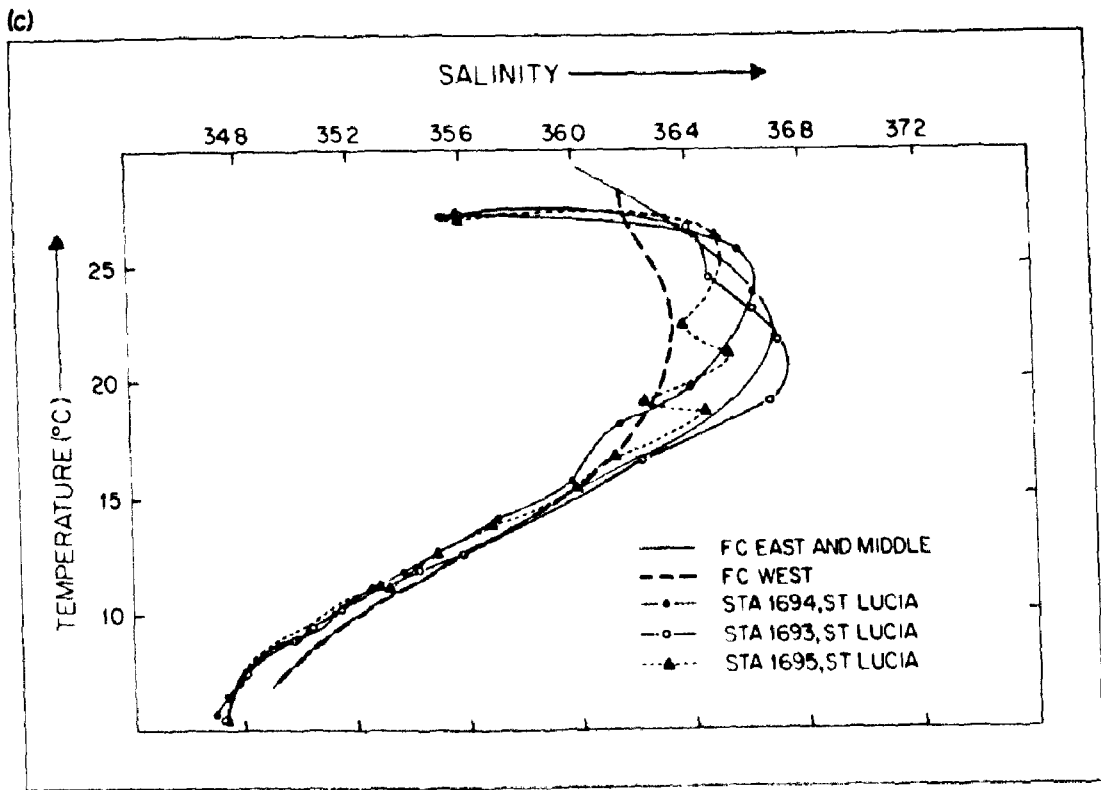 (c)
SALINITY
348 352 356 360 364 368 372
TEMPERATURE (°C)
25
20
15
10
FC EAST AND MIDDLE
FC WEST
STA 1694, ST LUCIA
STA 1693, ST LUCIA
STA 1695, ST LUCIA